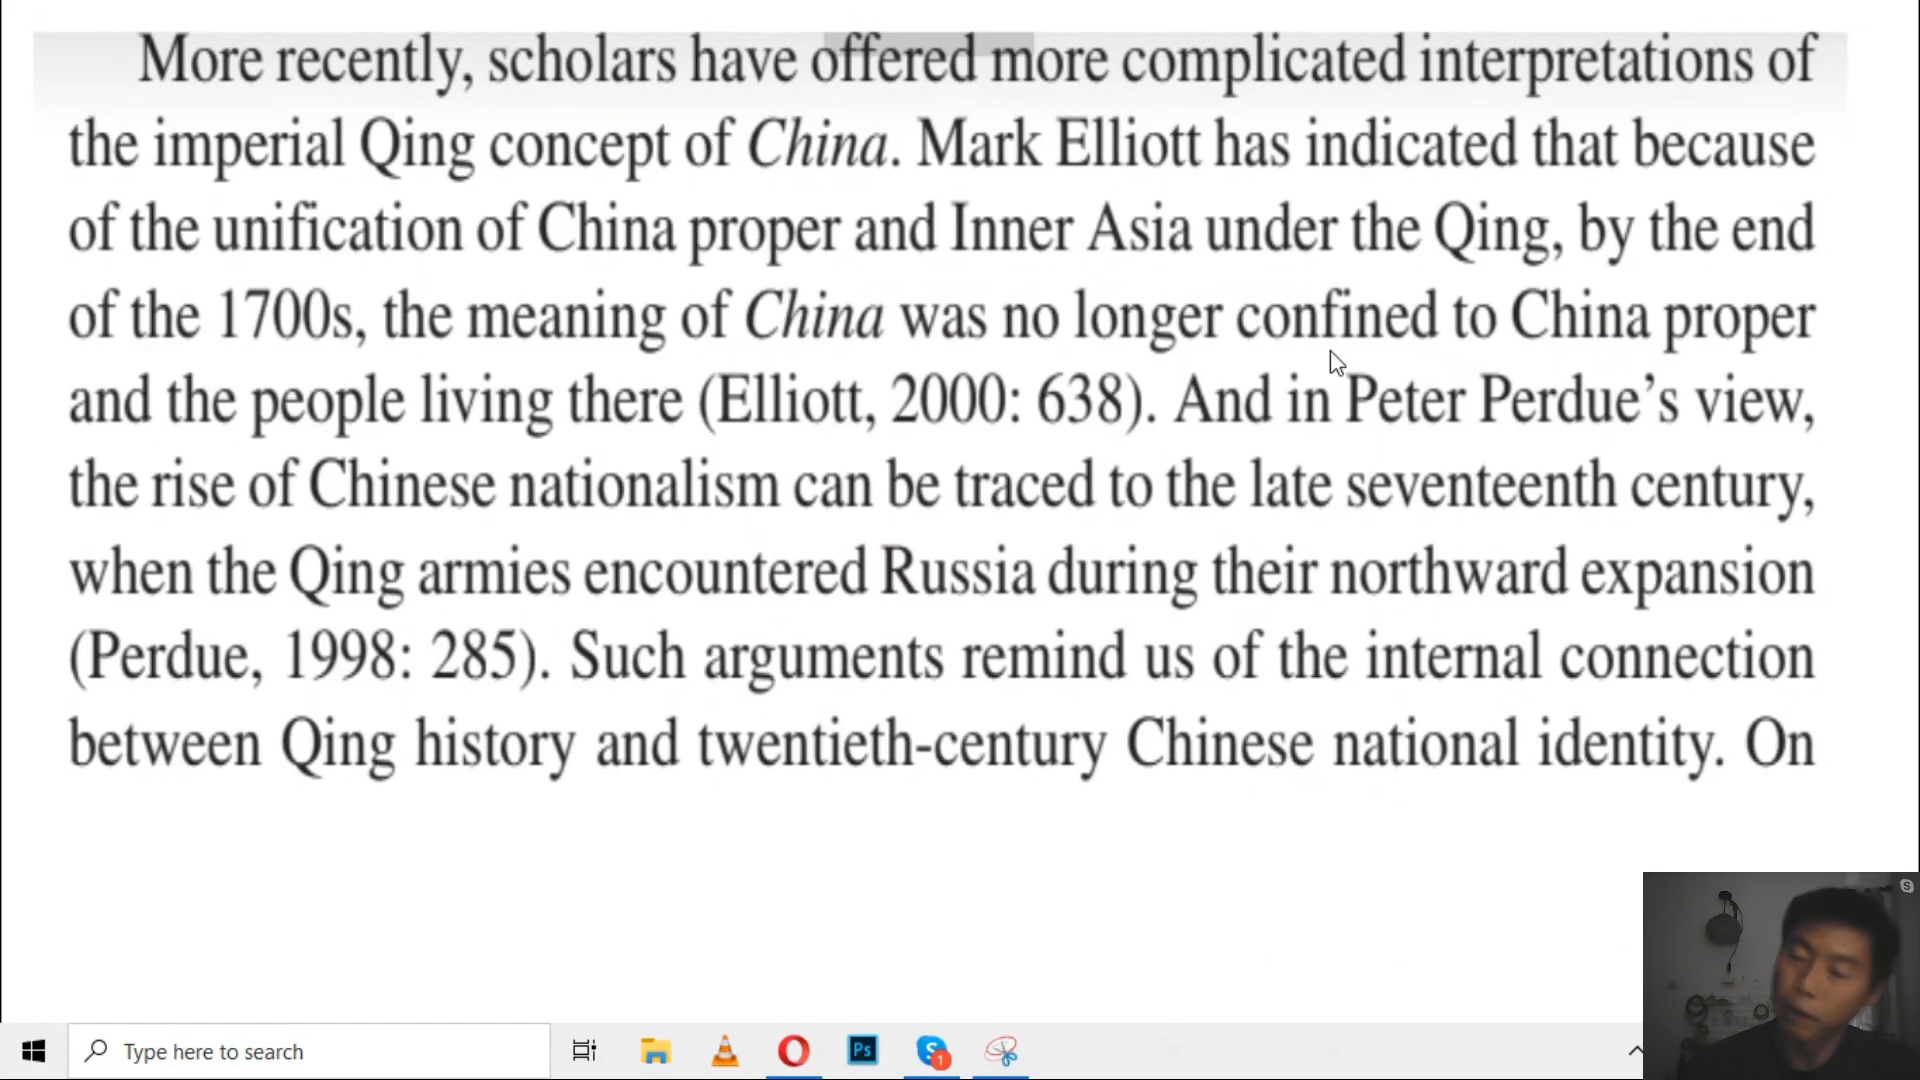 More recently, scholars have offered more complicated interpretations of
the imperial Qing concept of China. Mark Elliott has indicated that because
of the unification of China proper and Inner Asia under the Qing, by the end
of the 1700s, the meaning of China was no longer confined to China proper
and the people living there (Elliott, 2000: 638). And in Peter Perdue’s view,
the rise of Chinese nationalism can be traced to the late seventeenth century,
when the Qing armies encountered Russia during their northward expansion
(Perdue, 1998: 285). Such arguments remind us of the internal connection
between Qing history and twentieth-century Chinese national identity. On
Type here to search
Ps
S
1
S